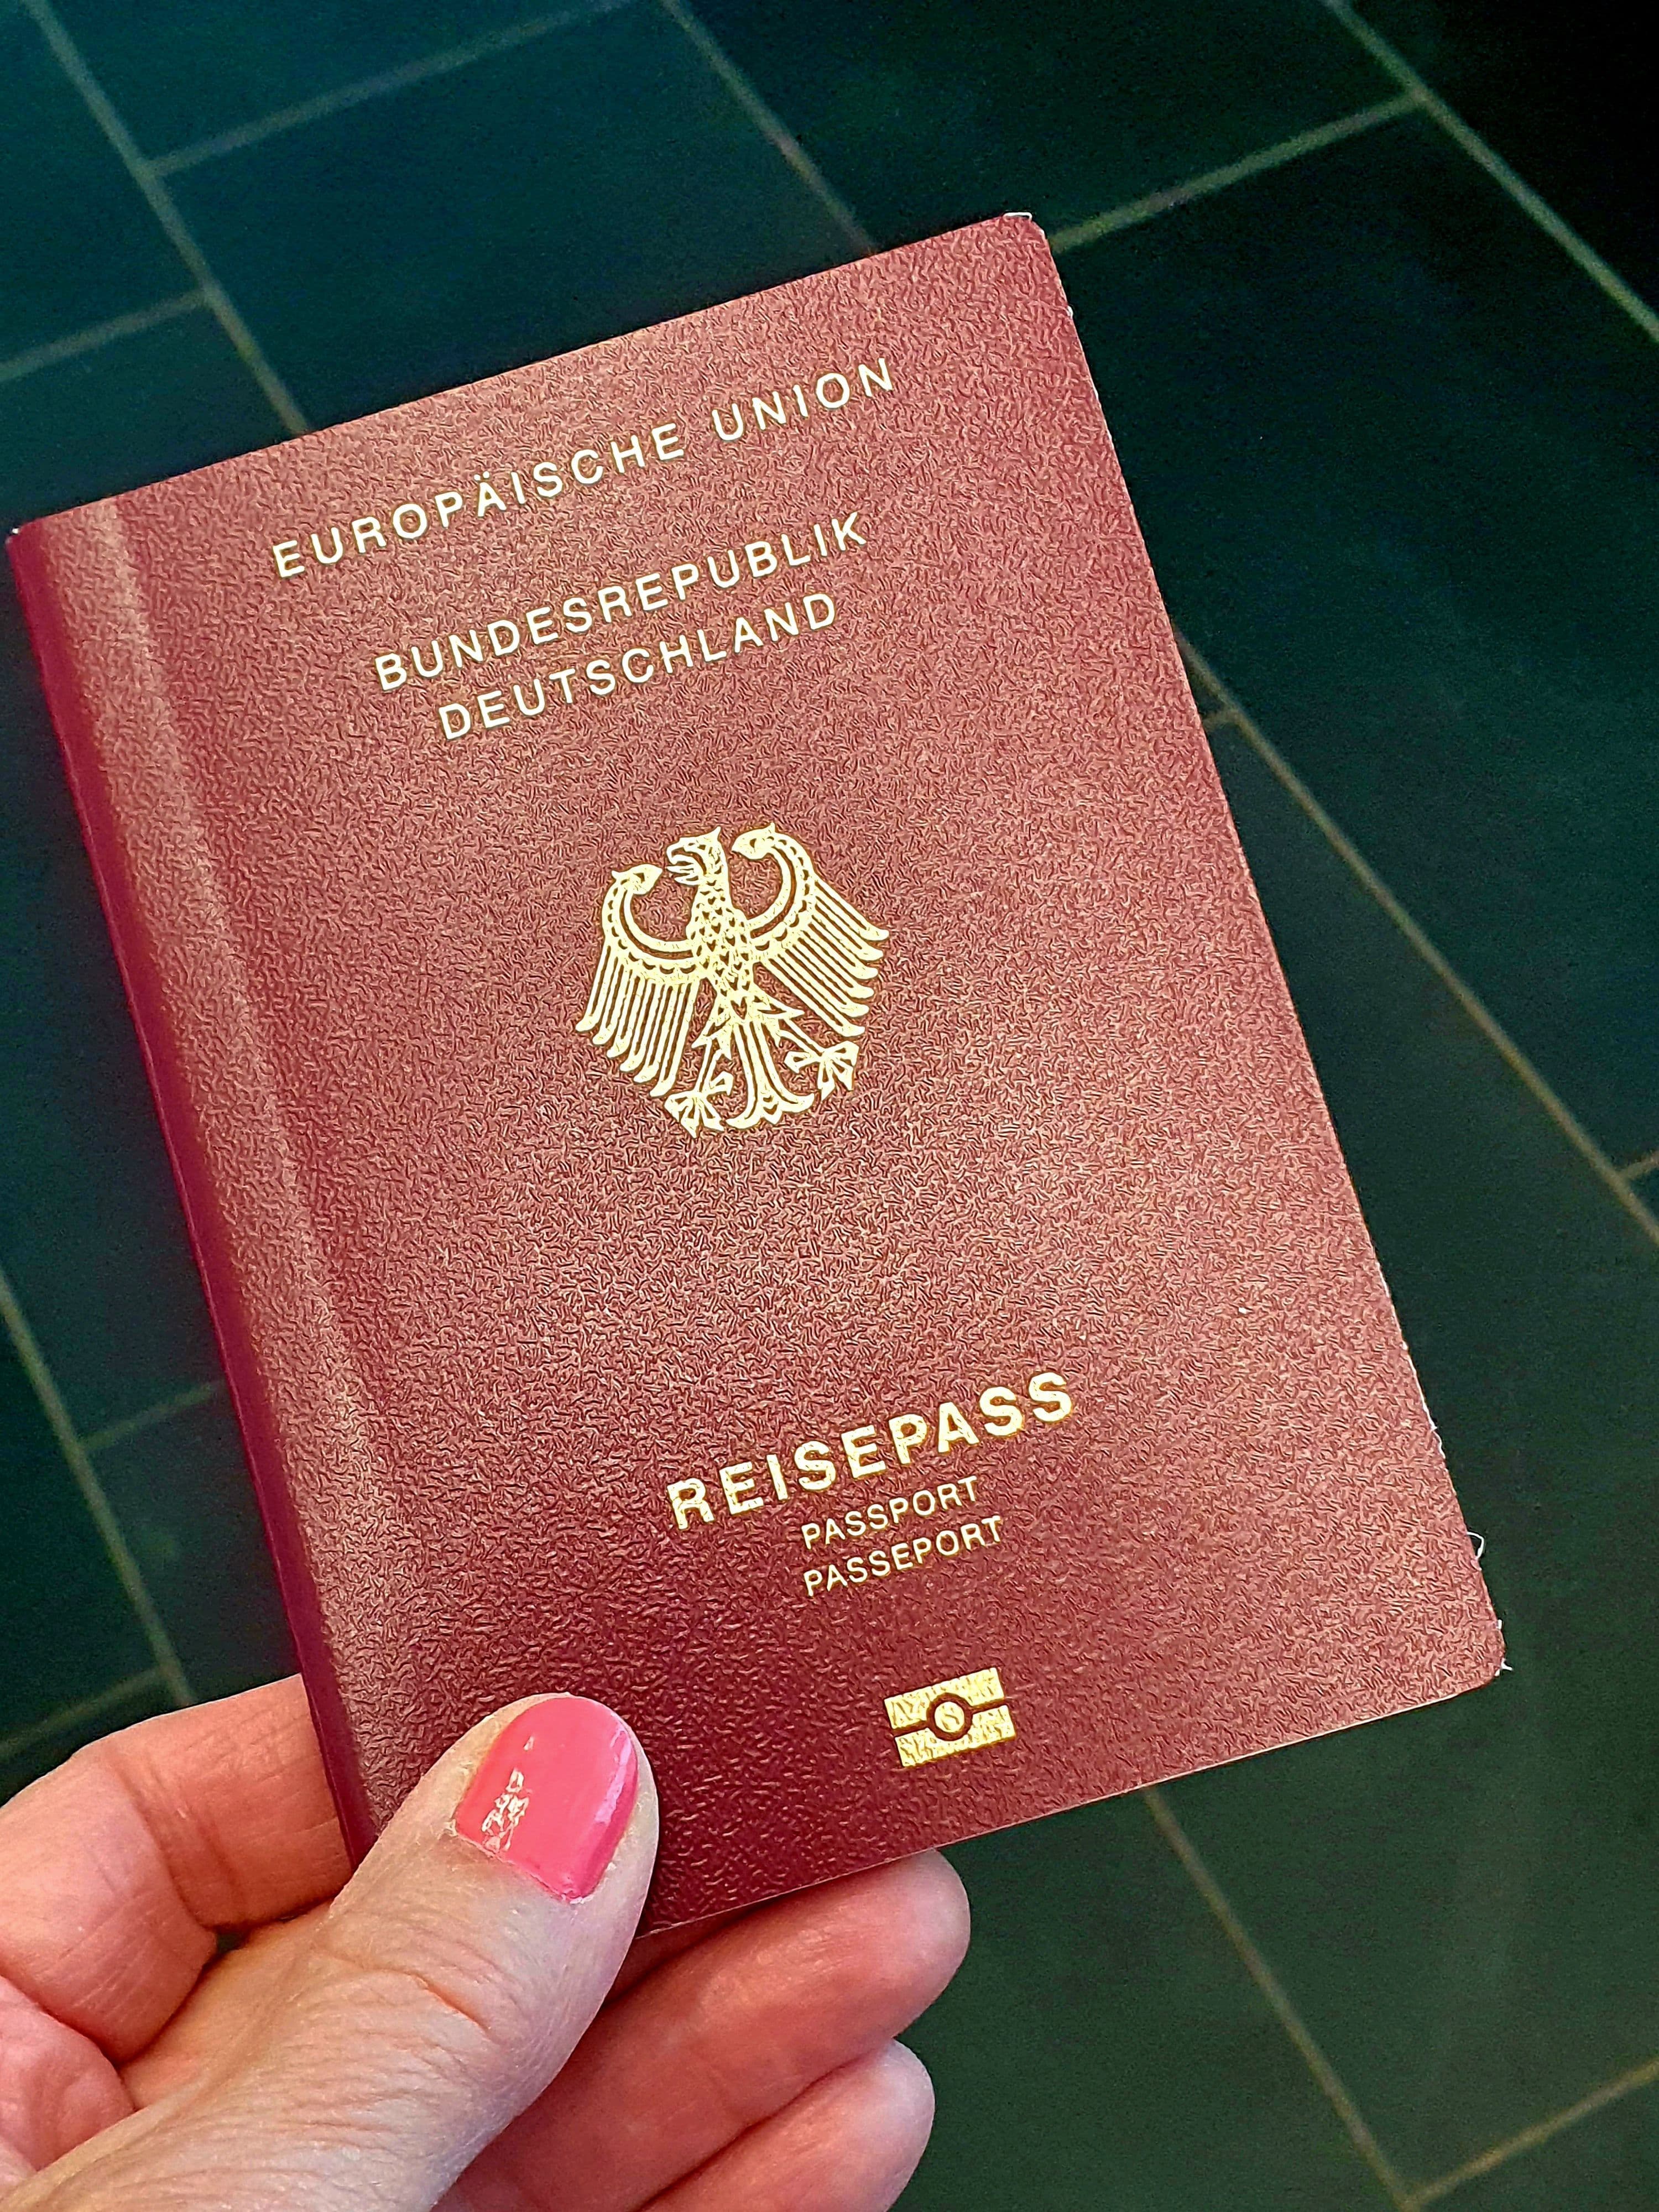 EUROPÄISCHE UNION
BUNDESREPUBLIK
DEUTSCHLAND
REISEPASS
PASSPORT
PASSEPORT